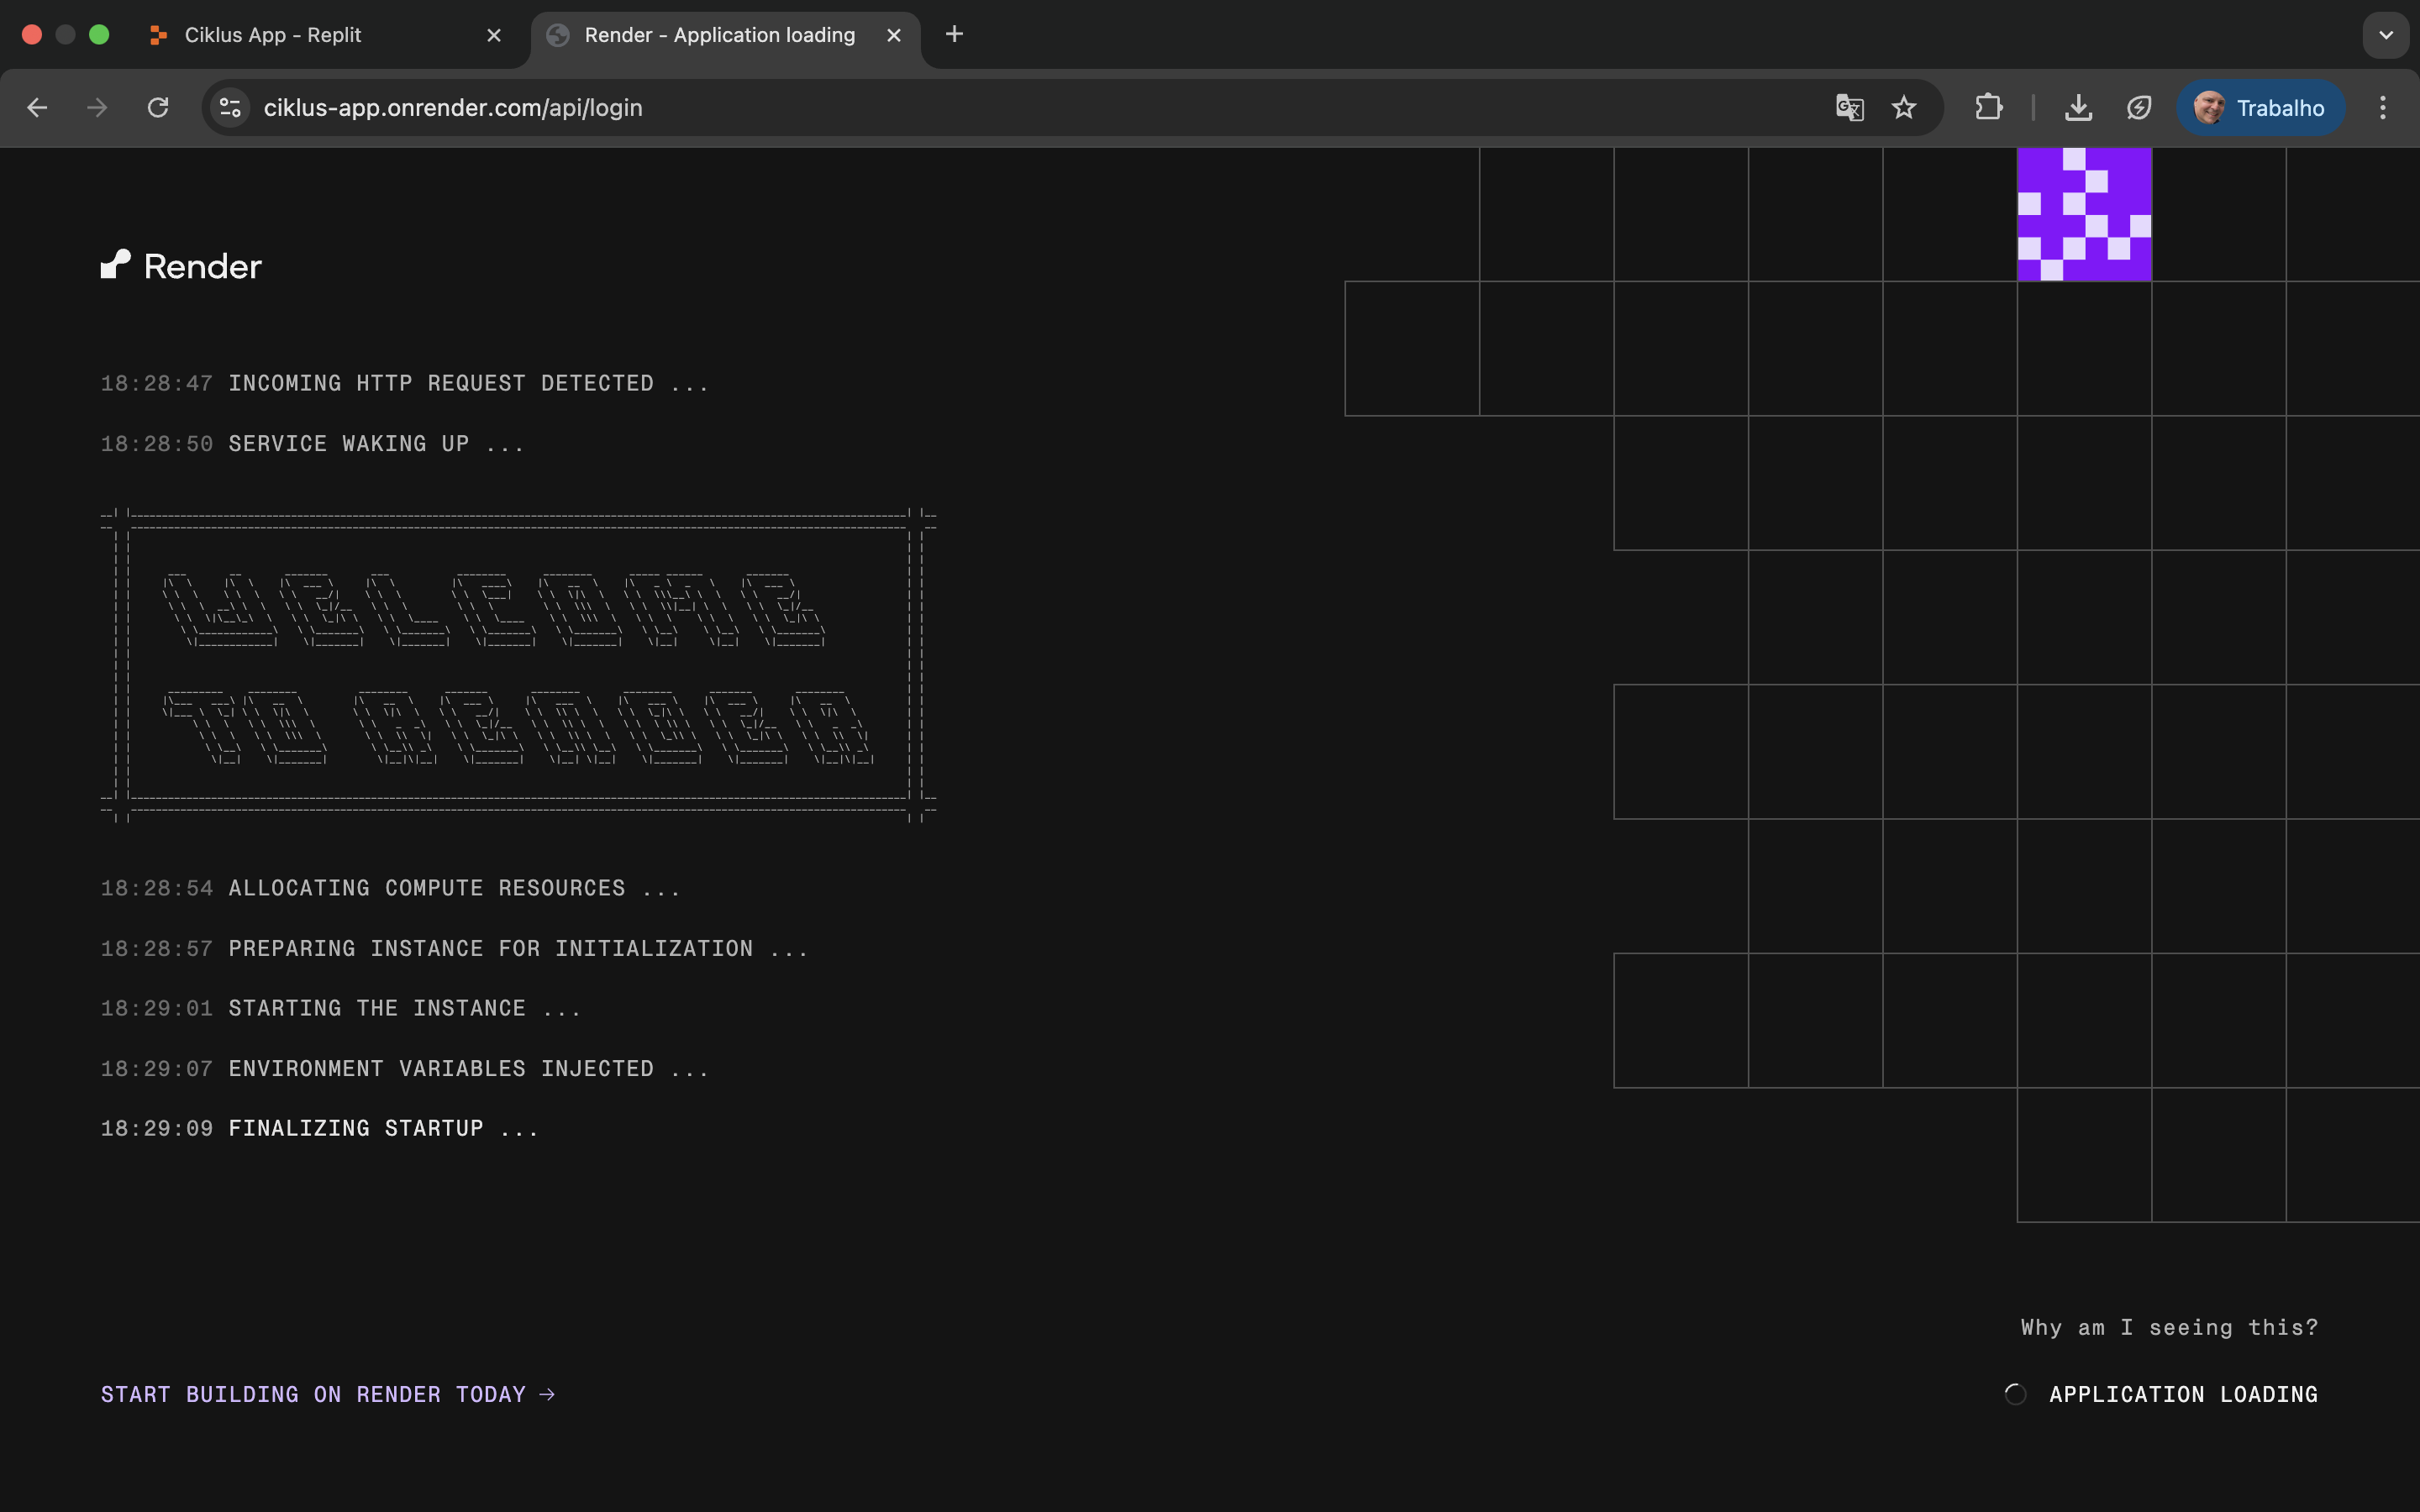 Ciklus App - Replit
Render - Application loading
ciklus-app.onrender.com/api/login
Trabalho
Render
18:28:47 INCOMING HTTP REQUEST DETECTED ...
18:28:50 SERVICE WAKING UP ...
WELCOME
TO RENDER
18:28:54 ALLOCATING COMPUTE RESOURCES ...
18:28:57 PREPARING INSTANCE FOR INITIALIZATION ...
18:29:01 STARTING THE INSTANCE ...
18:29:07 ENVIRONMENT VARIABLES INJECTED ...
18:29:09 FINALIZING STARTUP ...
Why am I seeing this?
START BUILDING ON RENDER TODAY →
APPLICATION LOADING